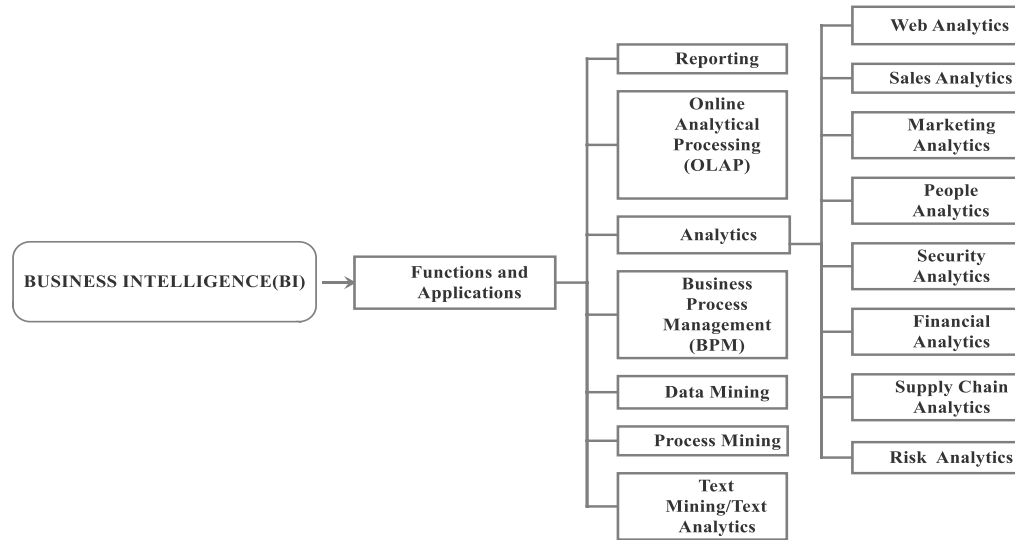 BUSINESS INTELLIGENCE(BI)
Functions and
Applications
Reporting
Online
Analytical
Processing
(OLAP)
Analytics
Business
Process
Management
(BPM)
Data Mining
Process Mining
Text
Mining/Text
Analytics
Web Analytics
Sales Analytics
Marketing
Analytics
People
Analytics
Security
Analytics
Financial
Analytics
Supply Chain
Analytics
Risk Analytics